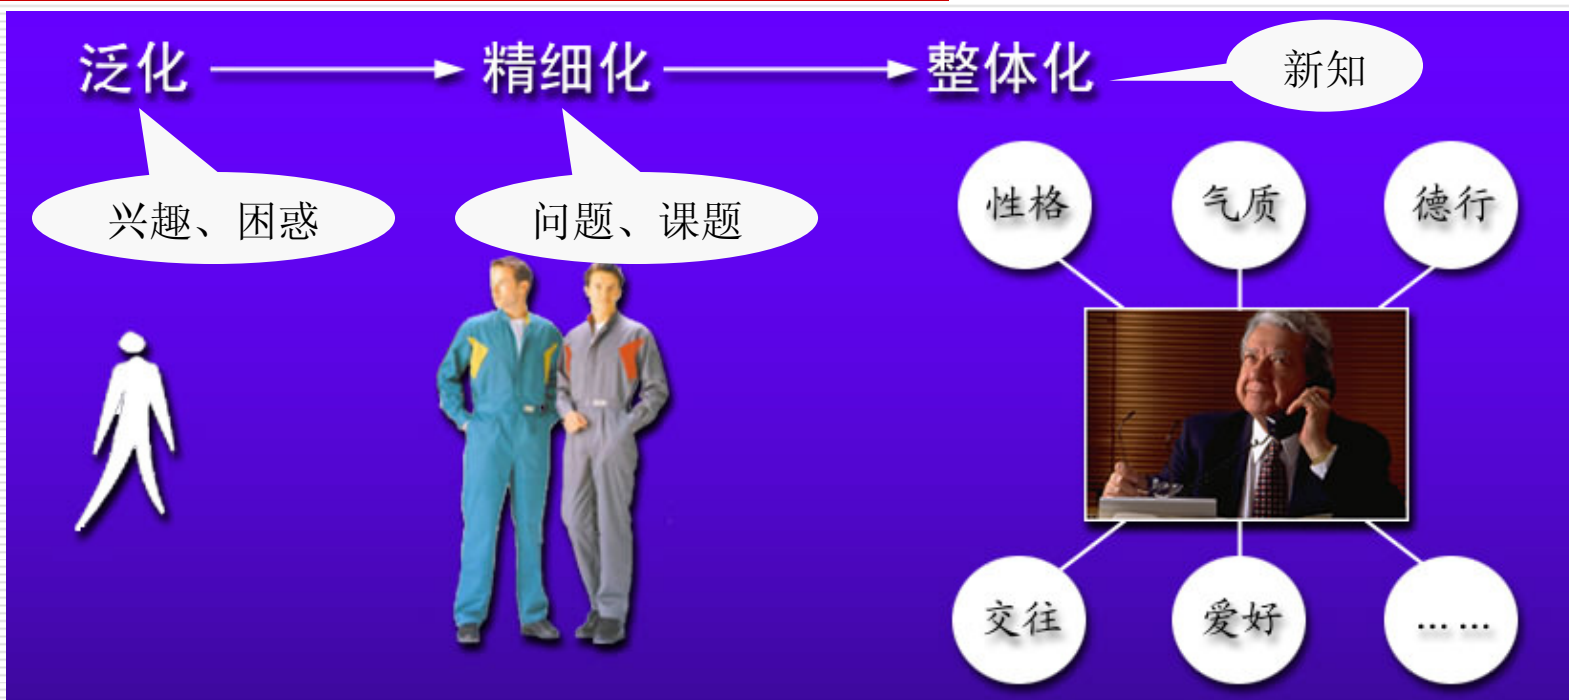 泛化
精细化
整体化
新知
兴趣、困惑
问题、课题
性格
气质
德行
交往
爱好
... ...